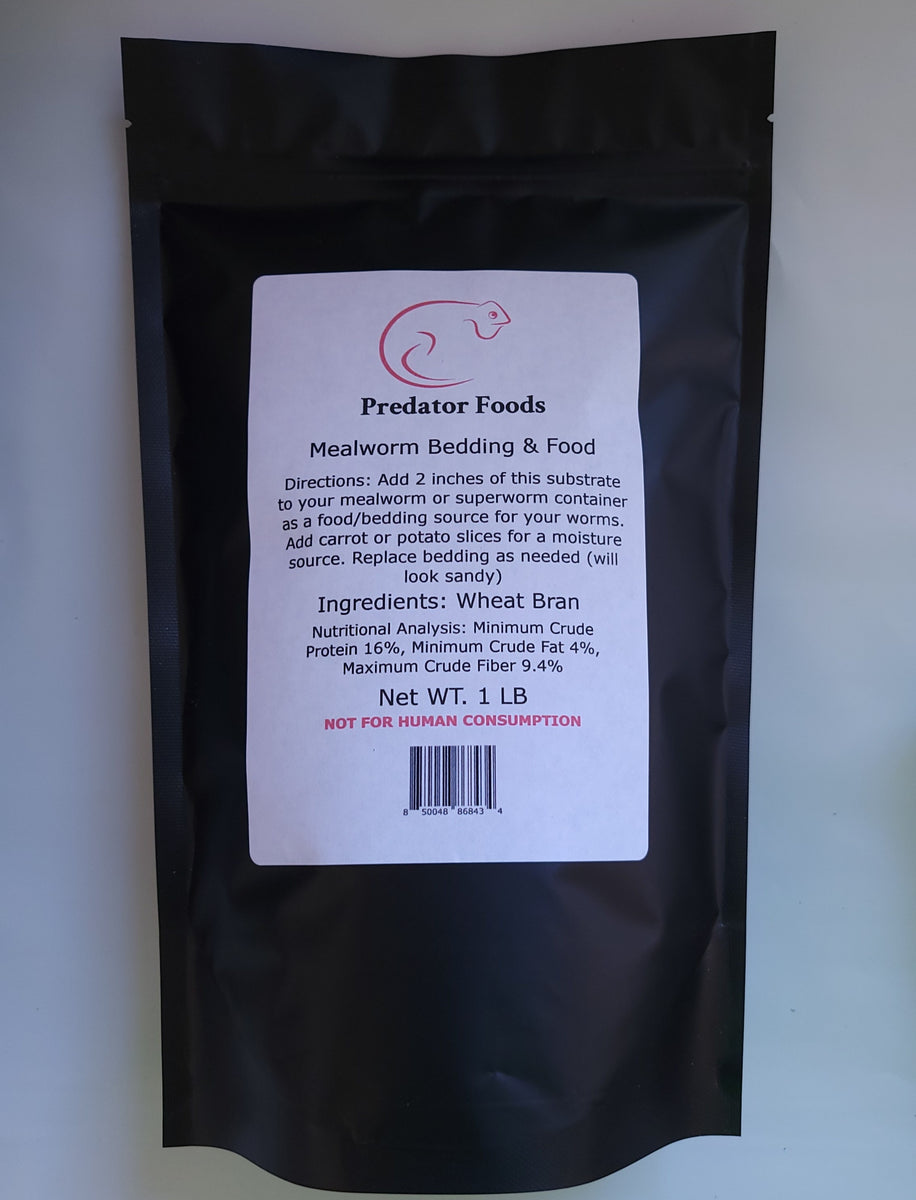 Predator Foods
Mealworm Bedding & Food
Directions: Add 2 inches of this substrate
to your mealworm or superworm container
as a food/bedding source for your worms.
Add carrot or potato slices for a moisture
source. Replace bedding as needed (will
look sandy)
Ingredients: Wheat Bran
Nutritional Analysis: Minimum Crude
Protein 16%, Minimum Crude Fat 4%,
Maximum Crude Fiber 9.4%
Net WT. 1 LB
NOT FOR HUMAN CONSUMPTION
8 50048 86843 4